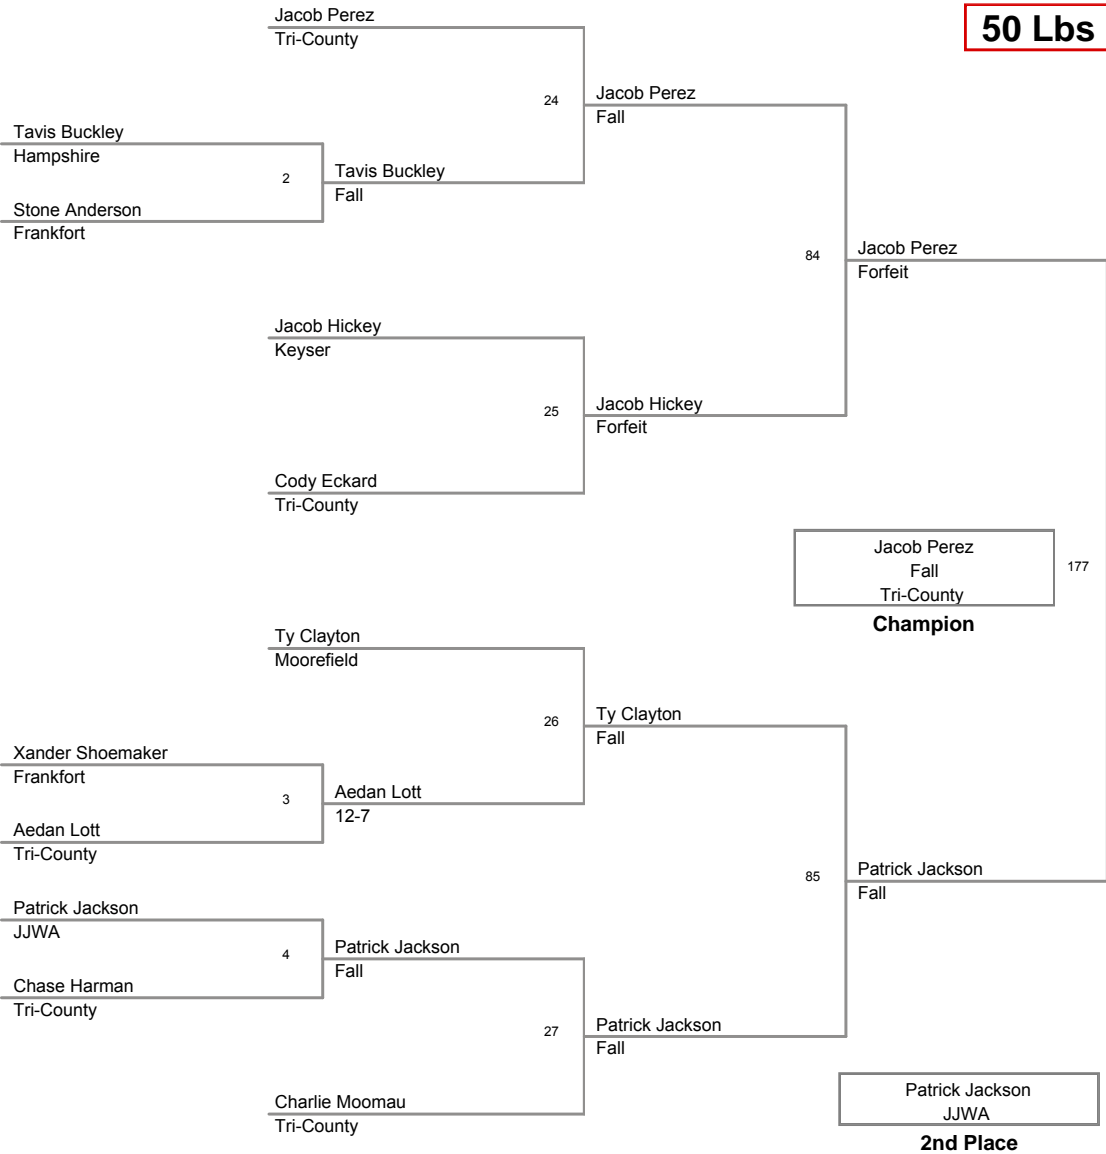 Jacob Perez
Tri-County
50 Lbs
24
Jacob Perez
Fall
Tavis Buckley
Hampshire
2
Tavis Buckley
Fall
Stone Anderson
Frankfort
84
Jacob Perez
Forfeit
Jacob Hickey
Keyser
25
Jacob Hickey
Forfeit
Cody Eckard
Tri-County
Jacob Perez
Fall
Tri-County
177
Champion
Ty Clayton
Moorefield
26
Ty Clayton
Fall
Xander Shoemaker
Frankfort
3
Aedan Lott
12-7
Aedan Lott
Tri-County
85
Patrick Jackson
Fall
Patrick Jackson
JJWA
4
Patrick Jackson
Fall
Chase Harman
Tri-County
27
Patrick Jackson
Fall
Charlie Moomau
Tri-County
Patrick Jackson
JJWA
2nd Place